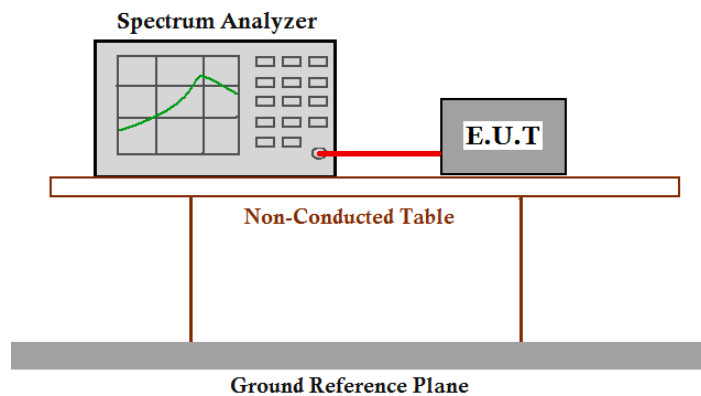 Spectrum Analyzer
E.U.T
Non-Conducted Table
Ground Reference Plane